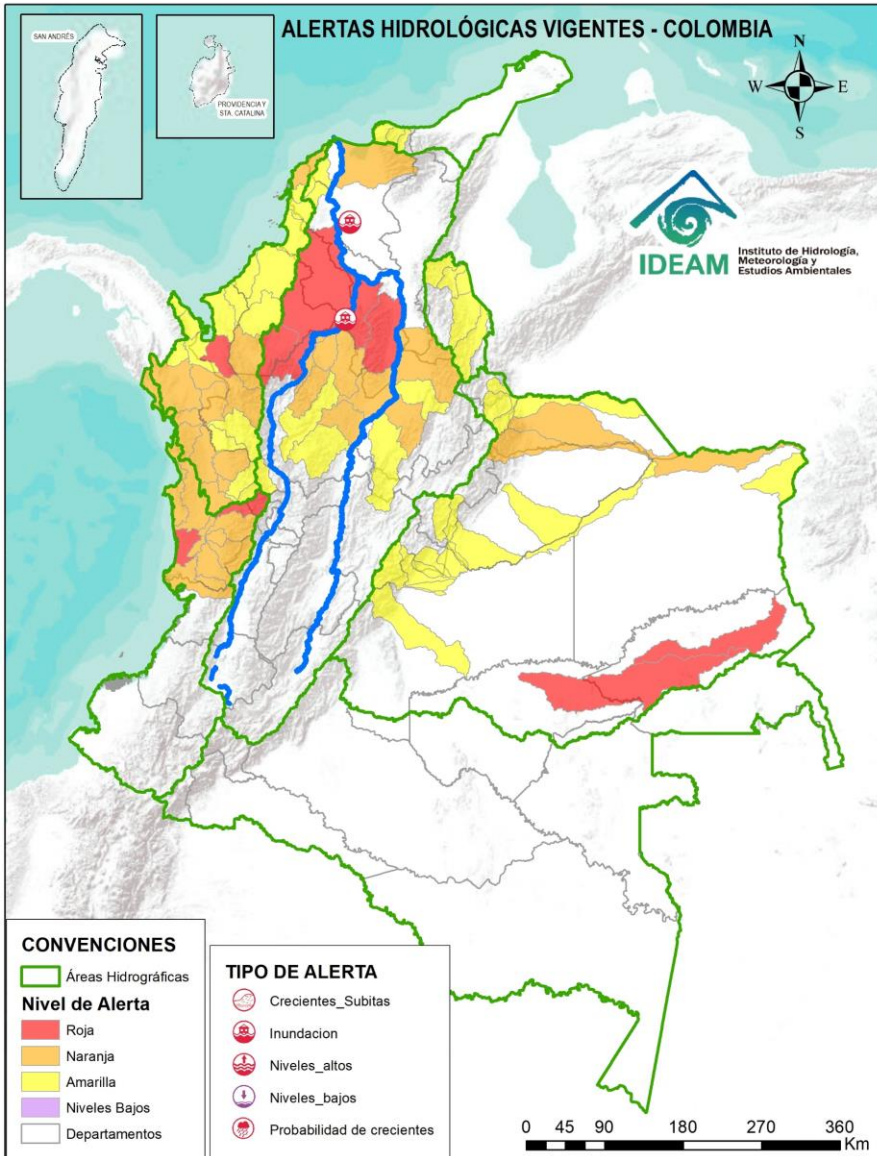 ALERTAS HIDROLÓGICAS VIGENTES - COLOMBIA
SAN ANDRÉS
PROVIDENCIA Y
STA. CATALINA
N
W
E
S
IDEAM
Instituto de Hidrología,
Meteorología y
Estudios Ambientales
CONVENCIONES
Áreas Hidrográficas
Nivel de Alerta
Roja
Naranja
Amarilla
Niveles Bajos
Departamentos
TIPO DE ALERTA
Crecientes_Subitas
Inundacion
Niveles_altos
Niveles_bajos
Probabilidad de crecientes
0 45 90 180 270 360
Km